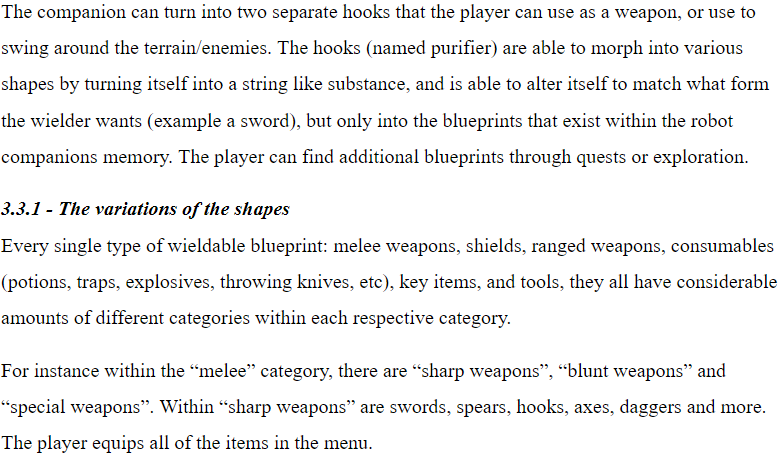 The companion can turn into two separate hooks that the player can use as a weapon, or use to
swing around the terrain/enemies. The hooks (named purifier) are able to morph into various
shapes by turning itself into a string like substance, and is able to alter itself to match what form
the wielder wants (example a sword), but only into the blueprints that exist within the robot
companions memory. The player can find additional blueprints through quests or exploration.
3.3.1 - The variations of the shapes
Every single type of wieldable blueprint: melee weapons, shields, ranged weapons, consumables
(potions, traps, explosives, throwing knives, etc), key items, and tools, they all have considerable
amounts of different categories within each respective category.
For instance within the “melee” category, there are “sharp weapons”, “blunt weapons” and
“special weapons”. Within “sharp weapons” are swords, spears, hooks, axes, daggers and more.
The player equips all of the items in the menu.